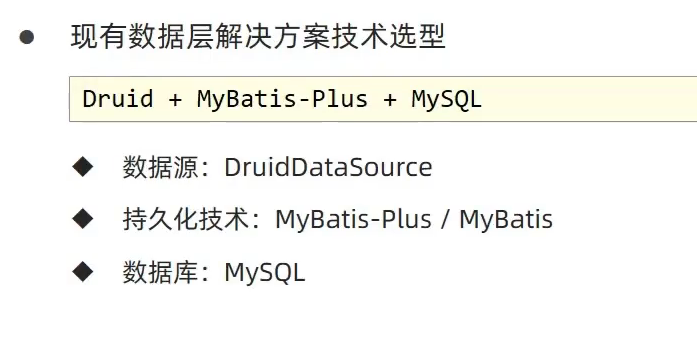 现有数据层解决方案技术选型
Druid + MyBatis-Plus + MySQL
数据源：DruidDataSource
持久化技术：MyBatis-Plus / MyBatis
数据库：MySQL